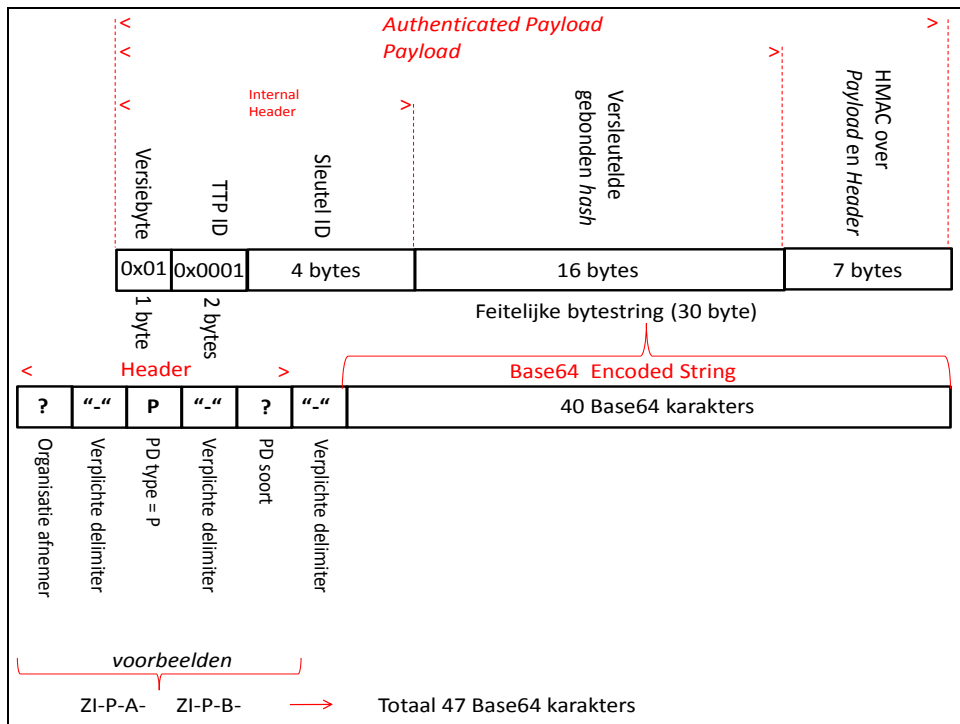 < Authenticated Payload >
< Payload >
< Internal >
Header
Versiebyte
TTP ID
Sleutel ID
Versleutelde
gebonden hash
HMAC over
Payload en Header
0x01 0x0001 4 bytes 16 bytes 7 bytes
1 byte
2 bytes
Feitelijke bytestring (30 byte)
< Header >
Base64 Encoded String
? “-“ P “-“ ? “-“ 40 Base64 karakters
Organisatie afnemer
Verplichte delimiter
PD type = P
Verplichte delimiter
PD soort
Verplichte delimiter
voorbeelden
ZI-P-A- ZI-P-B- Totaal 47 Base64 karakters